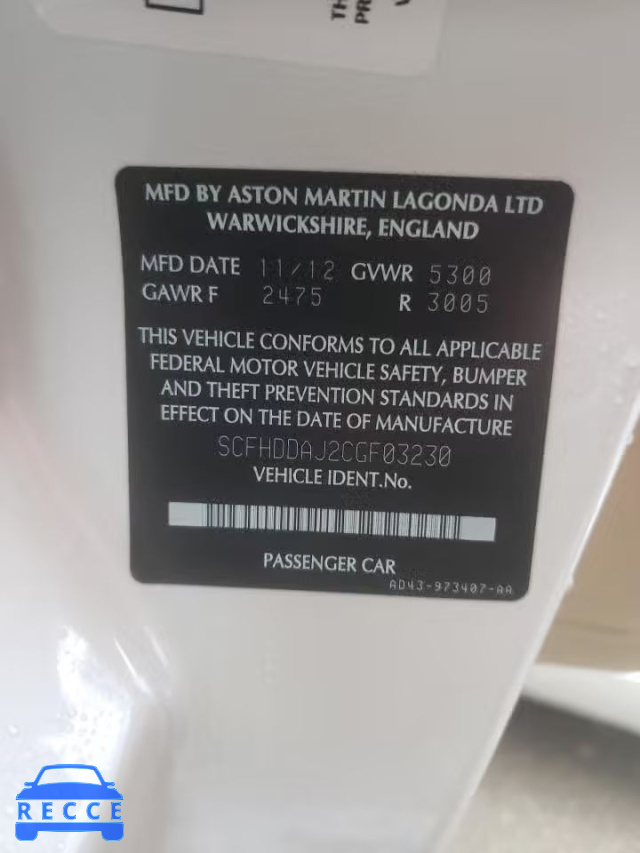 TH
PR
V
MFD BY ASTON MARTIN LAGONDA LTD
WARWICKSHIRE, ENGLAND
MFD DATE 11/12 GVWR 5300
GAWR F 2475 R 3005
THIS VEHICLE CONFORMS TO ALL APPLICABLE
FEDERAL MOTOR VEHICLE SAFETY, BUMPER
AND THEFT PREVENTION STANDARDS IN
EFFECT ON THE DATE OF MANUFACTURE
SCFHDDAJ2CGF03230
VEHICLE IDENT.No.
PASSENGER CAR
AD43-973407-AA
RECCE